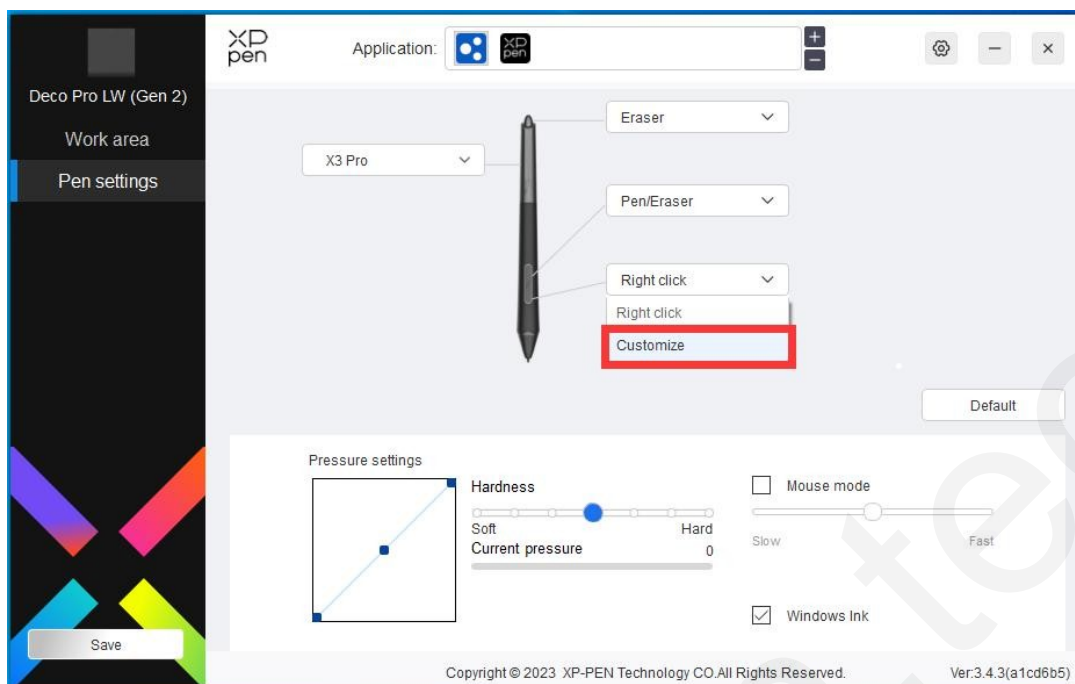 XP
pen
Application:
XP
pen
Deco Pro LW (Gen 2)
Work area
Pen settings
Eraser
X3 Pro
Pen/Eraser
Right click
Right click
Customize
Default
Pressure settings
Hardness
Soft Hard
Current pressure 0
Mouse mode
Slow Fast
Windows Ink
Save
Copyright © 2023 XP-PEN Technology CO.All Rights Reserved.
Ver:3.4.3(a1cd6b5)